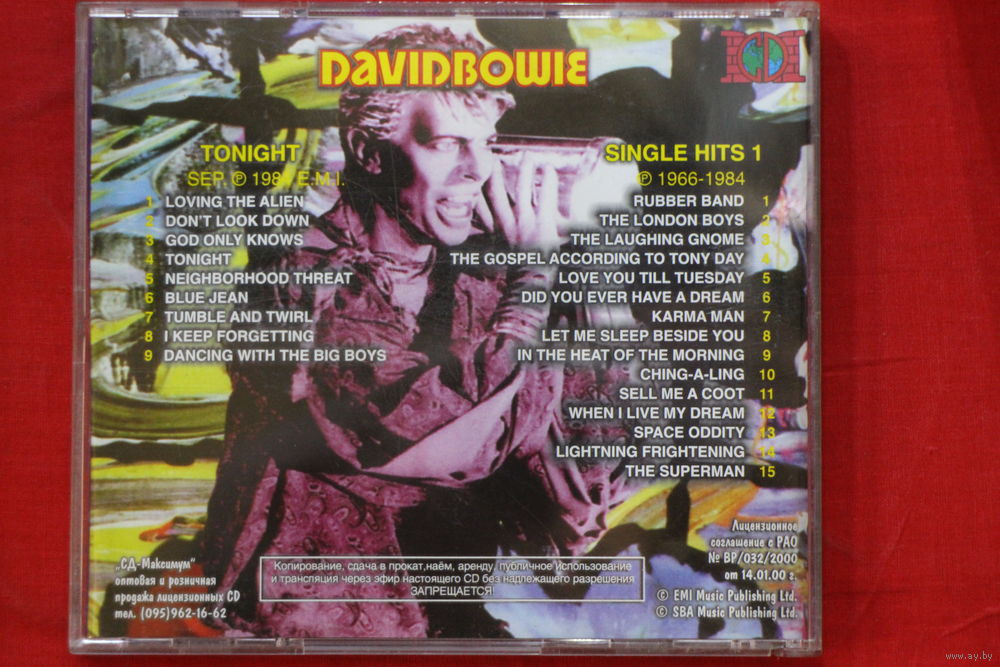 DAVID BOWIE
CD
TONIGHT
SEP. ℗ 1984 E.M.I.
1 LOVING THE ALIEN
2 DON'T LOOK DOWN
3 GOD ONLY KNOWS
4 TONIGHT
5 NEIGHBORHOOD THREAT
6 BLUE JEAN
7 TUMBLE AND TWIRL
8 I KEEP FORGETTING
9 DANCING WITH THE BIG BOYS
SINGLE HITS 1
℗ 1966-1984
RUBBER BAND 1
THE LONDON BOYS 2
THE LAUGHING GNOME 3
THE GOSPEL ACCORDING TO TONY DAY 4
LOVE YOU TILL TUESDAY 5
DID YOU EVER HAVE A DREAM 6
KARMA MAN 7
LET ME SLEEP BESIDE YOU 8
IN THE HEAT OF THE MORNING 9
CHING-A-LING 10
SELL ME A COOT 11
WHEN I LIVE MY DREAM 12
SPACE ODDITY 13
LIGHTNING FRIGHTENING 14
THE SUPERMAN 15
„СД-Максимум"
оптовая и розничная
продажа лицензионных CD
тел. (095)962-16-62
Копирование, сдача в прокат,наём, аренду, публичное использование
и трансляция через эфир настоящего CD без надлежащего разрешения
ЗАПРЕЩАЕТСЯ!
Лицензионное
соглашение с РАО
№ ВР/032/2000
от 14.01.00 г.
© EMI Music Publishing Ltd.
© SBA Music Publishing Ltd.
www.ay.by